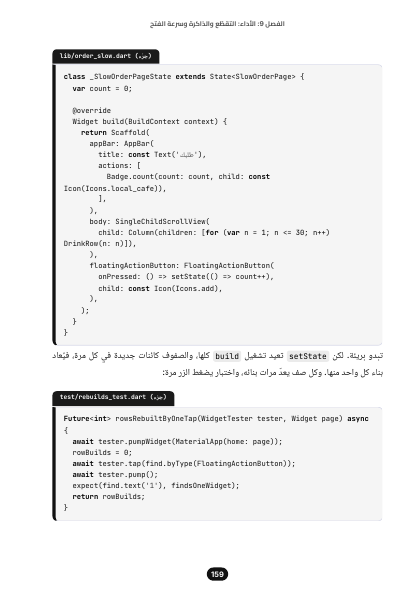 الفصل 9: الأداء: التقطّع والذاكرة وسرعة الفتح
lib/order_slow.dart (جزء)
class _SlowOrderPageState extends State<SlowOrderPage> {
  var count = 0;

  @override
  Widget build(BuildContext context) {
    return Scaffold(
      appBar: AppBar(
        title: const Text('طلبك'),
        actions: [
          Badge.count(count: count, child: const
Icon(Icons.local_cafe)),
        ],
      ),
      body: SingleChildScrollView(
        child: Column(children: [for (var n = 1; n <= 30; n++)
DrinkRow(n: n)]),
      ),
      floatingActionButton: FloatingActionButton(
        onPressed: () => setState(() => count++),
        child: const Icon(Icons.add),
      ),
    );
  }
}
تبدو بريئة. لكن setState تعيد تشغيل build كلها، والصفوف كائنات جديدة في كل مرة، فيُعاد
بناء كل واحد منها. وكل صف يعدّ مرات بنائه، واختبار يضغط الزر مرة:
test/rebuilds_test.dart (جزء)
Future<int> rowsRebuiltByOneTap(WidgetTester tester, Widget page) async
{
  await tester.pumpWidget(MaterialApp(home: page));
  rowBuilds = 0;
  await tester.tap(find.byType(FloatingActionButton));
  await tester.pump();
  expect(find.text('1'), findsOneWidget);
  return rowBuilds;
}
159